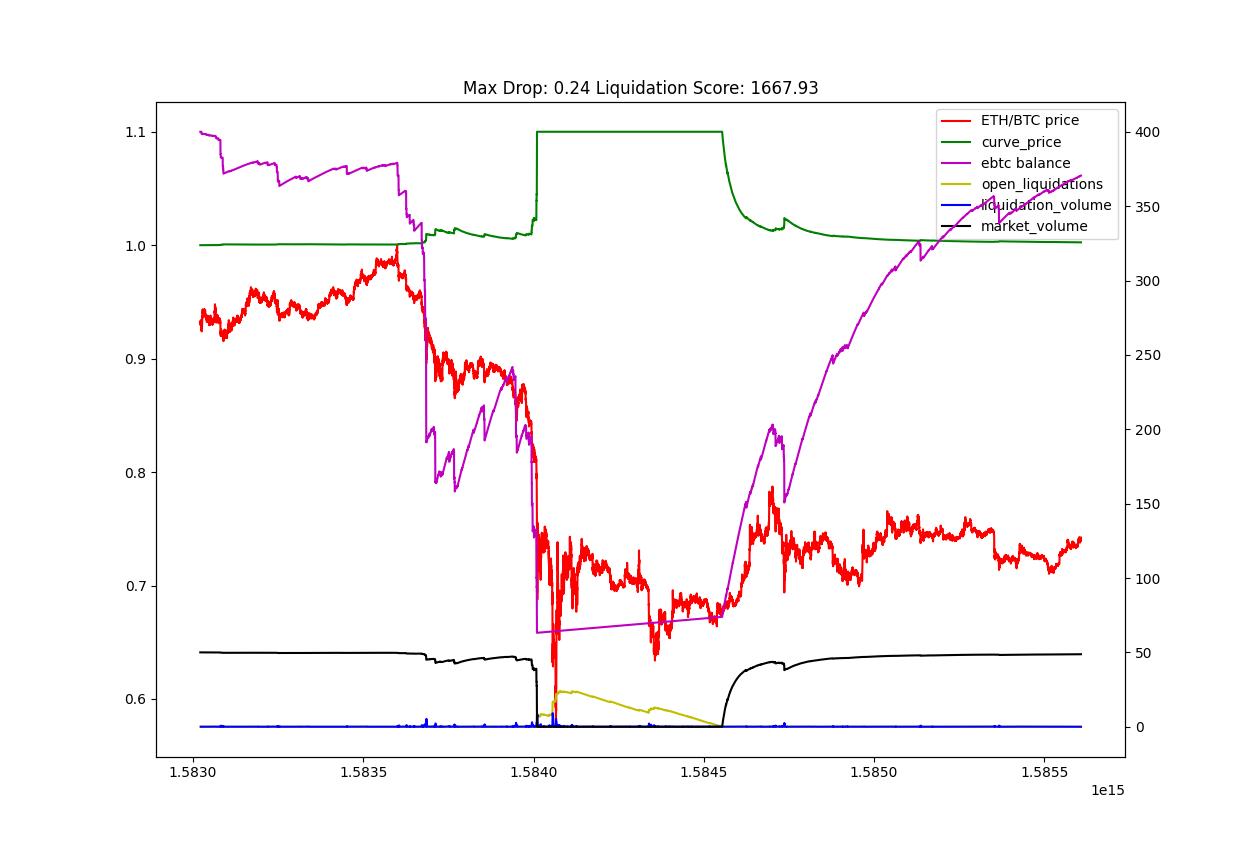 Max Drop: 0.24 Liquidation Score: 1667.93
1.1
1.0
0.9
0.8
0.7
0.6
400
350
300
250
200
150
100
50
0
ETH/BTC price
curve_price
ebtc balance
open_liquidations
liquidation_volume
market_volume
1.5830 1.5835 1.5840 1.5845 1.5850 1.5855
1e15